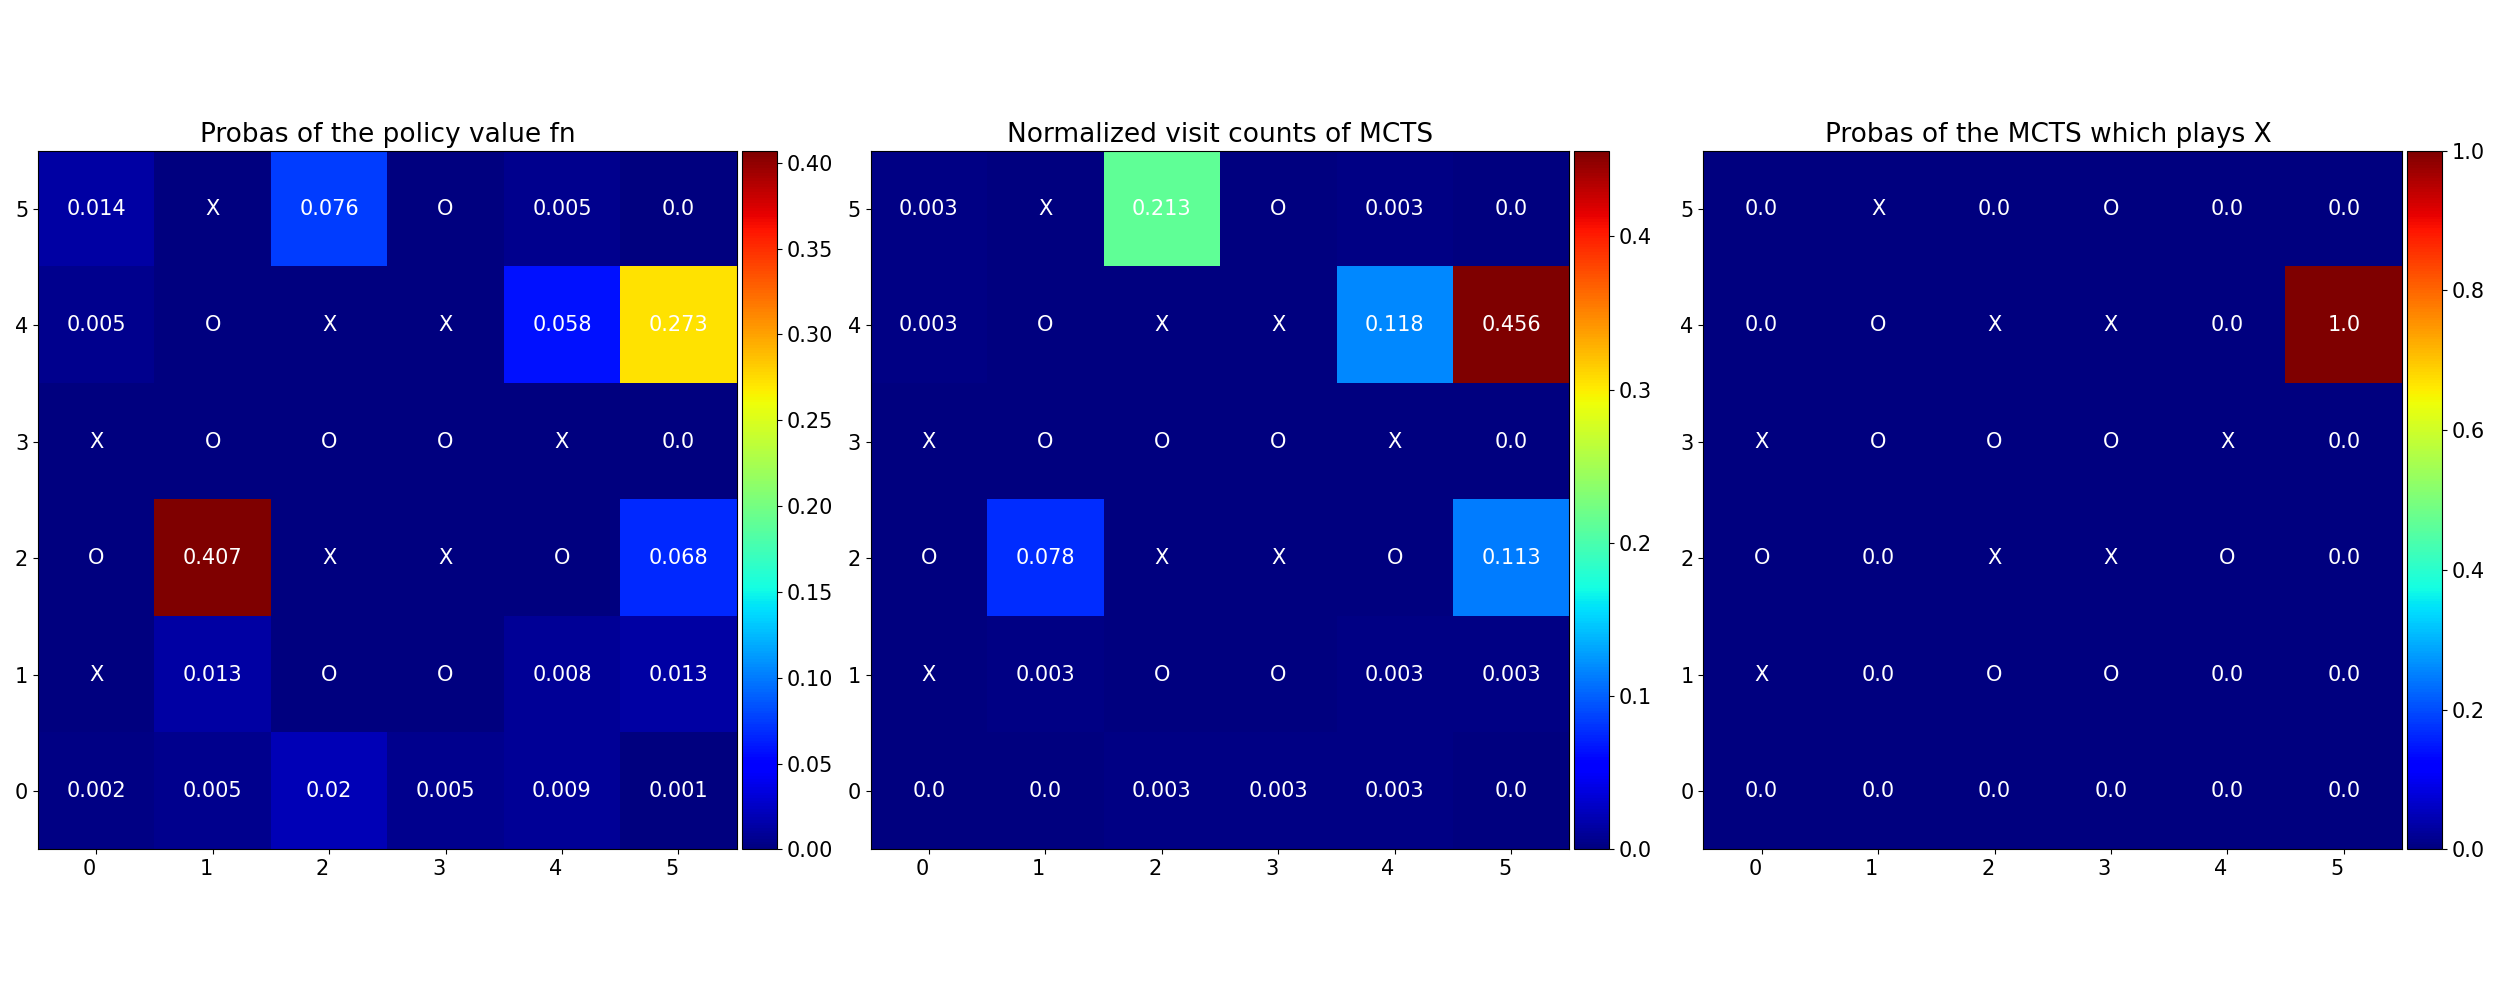 Probas of the policy value fn
5 0.014 X 0.076 O 0.005 0.0
4 0.005 O X X 0.058 0.273
3 X O O O X 0.0
2 O 0.407 X X O 0.068
1 X 0.013 O O 0.008 0.013
0 0.002 0.005 0.02 0.005 0.009 0.001
0 1 2 3 4 5
0.40
0.35
0.30
0.25
0.20
0.15
0.10
0.05
0.00
Normalized visit counts of MCTS
5 0.003 X 0.213 O 0.003 0.0
4 0.003 O X X 0.118 0.456
3 X O O O X 0.0
2 O 0.078 X X O 0.113
1 X 0.003 O O 0.003 0.003
0 0.0 0.0 0.003 0.003 0.003 0.0
0 1 2 3 4 5
0.4
0.3
0.2
0.1
0.0
Probas of the MCTS which plays X
5 0.0 X 0.0 O 0.0 0.0
4 0.0 O X X 0.0 1.0
3 X O O O X 0.0
2 O 0.0 X X O 0.0
1 X 0.0 O O 0.0 0.0
0 0.0 0.0 0.0 0.0 0.0 0.0
0 1 2 3 4 5
1.0
0.8
0.6
0.4
0.2
0.0